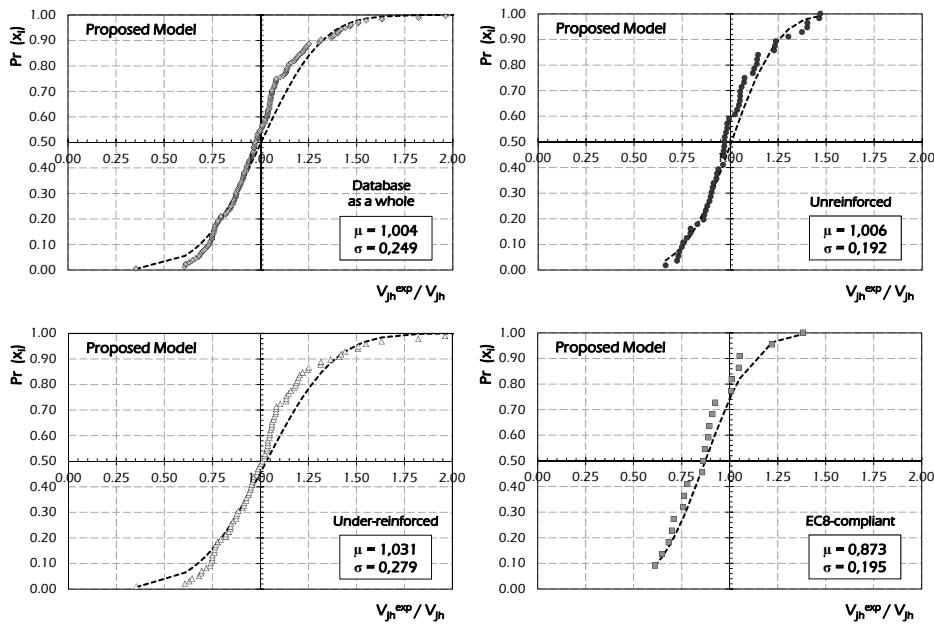 Proposed Model
Pr (xi)
1.00
0.90
0.80
0.70
0.60
0.50
0.40
0.30
0.20
0.10
0.00
0.00 0.25 0.50 0.75 1.00 1.25 1.50 1.75 2.00
Database
as a whole
μ = 1,004
σ = 0,249
Vjh^exp / Vjh
Proposed Model
Pr (xi)
1.00
0.90
0.80
0.70
0.60
0.50
0.40
0.30
0.20
0.10
0.00
0.00 0.25 0.50 0.75 1.00 1.25 1.50 1.75 2.00
Unreinforced
μ = 1,006
σ = 0,192
Vjh^exp / Vjh
Proposed Model
Pr (xi)
1.00
0.90
0.80
0.70
0.60
0.50
0.40
0.30
0.20
0.10
0.00
0.00 0.25 0.50 0.75 1.00 1.25 1.50 1.75 2.00
Under-reinforced
μ = 1,031
σ = 0,279
Vjh^exp / Vjh
Proposed Model
Pr (xi)
1.00
0.90
0.80
0.70
0.60
0.50
0.40
0.30
0.20
0.10
0.00
0.00 0.25 0.50 0.75 1.00 1.25 1.50 1.75 2.00
EC8-compliant
μ = 0,873
σ = 0,195
Vjh^exp / Vjh